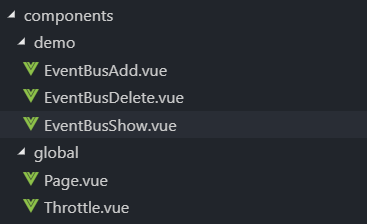 components
demo
EventBusAdd.vue
EventBusDelete.vue
EventBusShow.vue
global
Page.vue
Throttle.vue